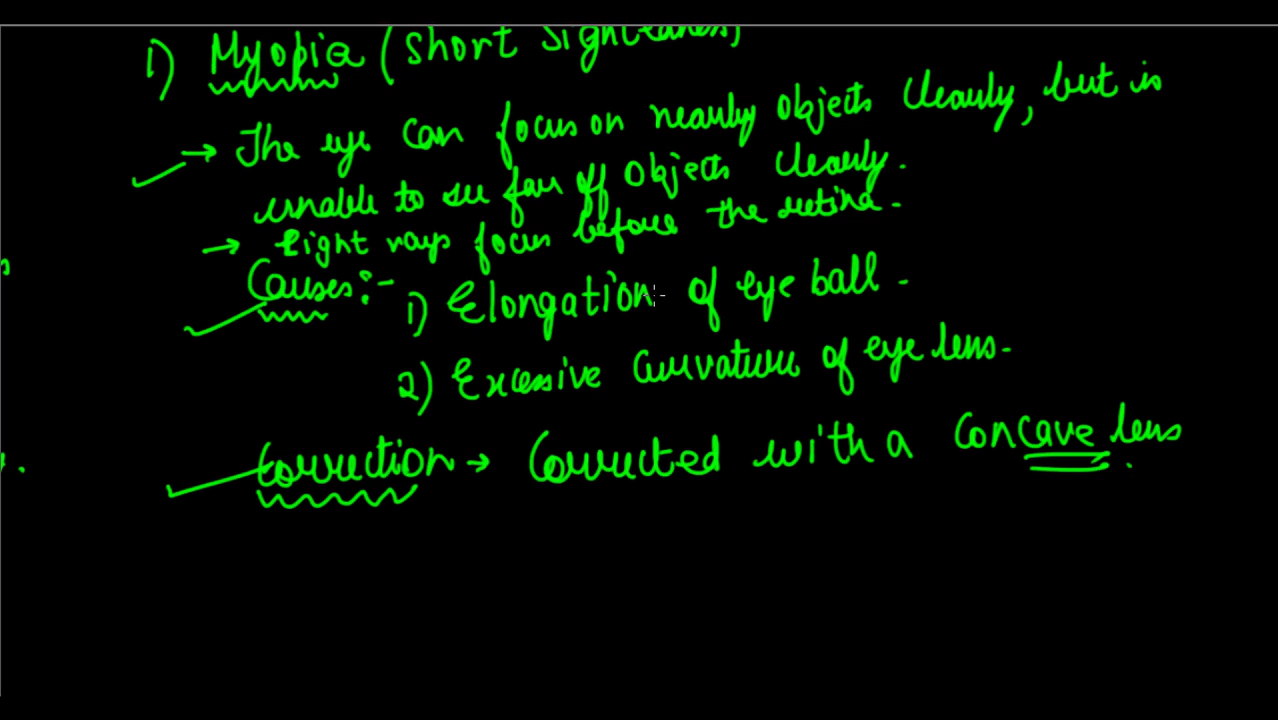 1) Myopia (Short Sightedness)
→ The eye can focus on nearby objects clearly, but is
unable to see far off objects clearly.
→ light rays focus before the retina.
Causes:- 1) Elongation of eye ball.
2) Excessive curvature of eye lens.
Correction → Corrected with a concave lens.